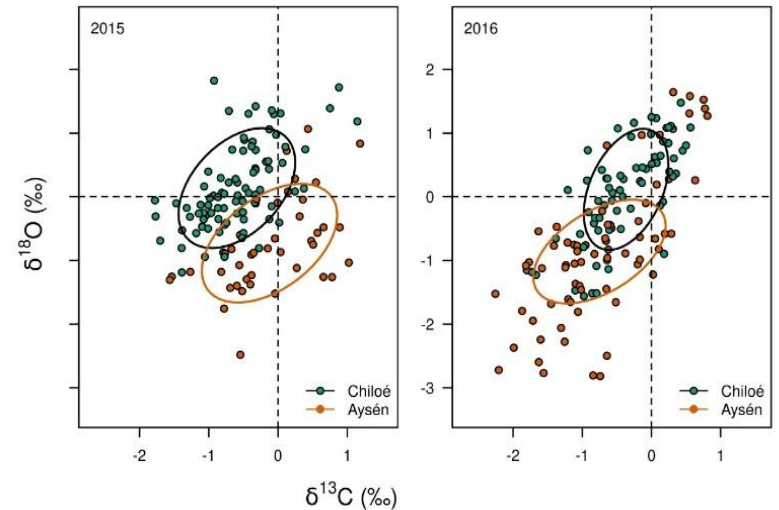 2015
2016
2
1
0
-1
-2
-3
δ18O (‰)
Chiloé
Aysén
Chiloé
Aysén
-2 -1 0 1
-2 -1 0 1
δ13C (‰)